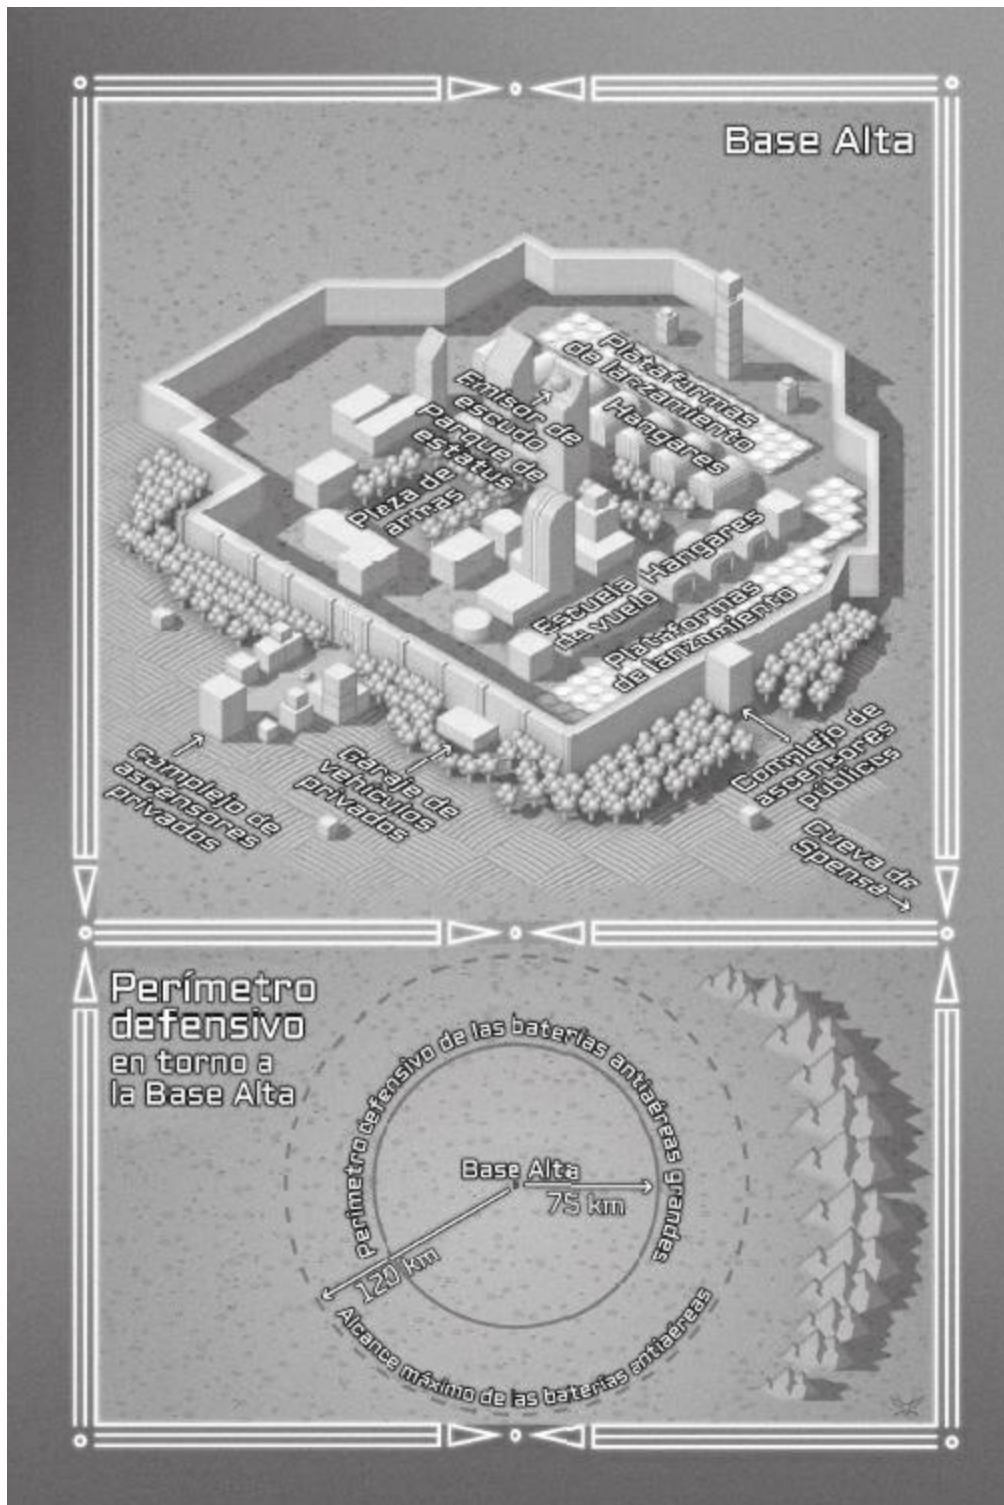 Base Alta
Plataformas
de lanzamiento
Emisor de
escudo
Hangares
Parque de
estatus
Plaza de
armas
Hangares
Escuela
de vuelo
Plataformas
de lanzamiento
Complejo de
ascensores
privados
Garaje de
vehículos
privados
Complejo de
ascensores
públicos
Cueva de
Spensa
Perímetro
defensivo
en torno a
la Base Alta
Perímetro defensivo de las baterías antiaéreas grandes
Base Alta
75 km
120 km
Alcance máximo de las baterías antiaéreas